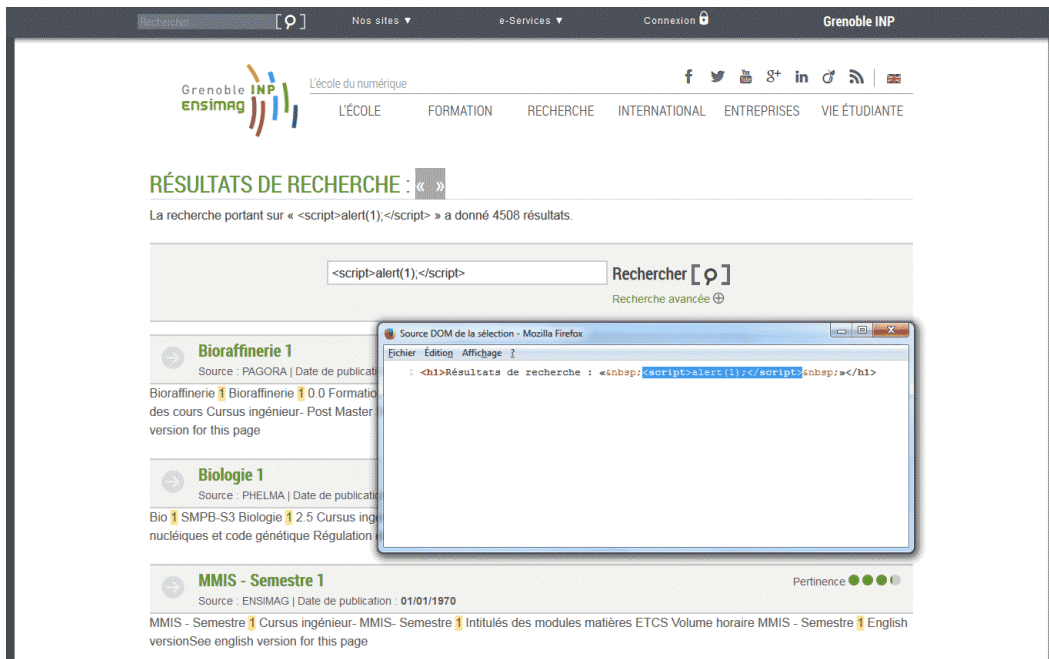 Rechercher... [ ] Nos sites ▼ e-Services ▼ Connexion Grenoble INP
Grenoble INP
Ensimag
L'école du numérique
f You Tube g+ in
L'ÉCOLE FORMATION RECHERCHE INTERNATIONAL ENTREPRISES VIE ÉTUDIANTE
RÉSULTATS DE RECHERCHE : « »
La recherche portant sur « <script>alert(1);</script> » a donné 4508 résultats.
<script>alert(1);</script> Rechercher [ ]
Recherche avancée
Source DOM de la sélection - Mozilla Firefox
Fichier Édition Affichage ?
1 <h1>Résultats de recherche : «&nbsp;<script>alert(1);</script>&nbsp;»</h1>
Bioraffinerie 1
Source : PAGORA | Date de publicati
Bioraffinerie 1 Bioraffinerie 1 0.0 Formatio
des cours Cursus ingénieur- Post Master
version for this page
Biologie 1
Source : PHELMA | Date de publicatio
Bio 1 SMPB-S3 Biologie 1 2.5 Cursus ing
nucléiques et code génétique Régulation
MMIS - Semestre 1
Pertinence
Source : ENSIMAG | Date de publication : 01/01/1970
MMIS - Semestre 1 Cursus ingénieur- MMIS- Semestre 1 Intitulés des modules matières ETCS Volume horaire MMIS - Semestre 1 English
versionSee english version for this page